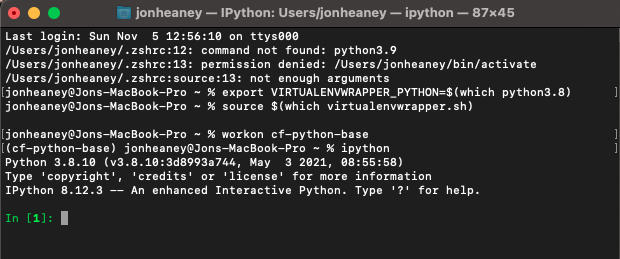 jonheaney — IPython: Users/jonheaney — ipython — 87×45
Last login: Sun Nov  5 12:56:10 on ttys000
/Users/jonheaney/.zshrc:12: command not found: python3.9
/Users/jonheaney/.zshrc:13: permission denied: /Users/jonheaney/bin/activate
/Users/jonheaney/.zshrc:source:13: not enough arguments
[jonheaney@Jons-MacBook-Pro ~ % export VIRTUALENVWRAPPER_PYTHON=$(which python3.8)      ]
jonheaney@Jons-MacBook-Pro ~ % source $(which virtualenvwrapper.sh)

[jonheaney@Jons-MacBook-Pro ~ % workon cf-python-base                                   ]
[(cf-python-base) jonheaney@Jons-MacBook-Pro ~ % ipython                                ]
Python 3.8.10 (v3.8.10:3d8993a744, May  3 2021, 08:55:58)
Type 'copyright', 'credits' or 'license' for more information
IPython 8.12.3 -- An enhanced Interactive Python. Type '?' for help.

In [1]: